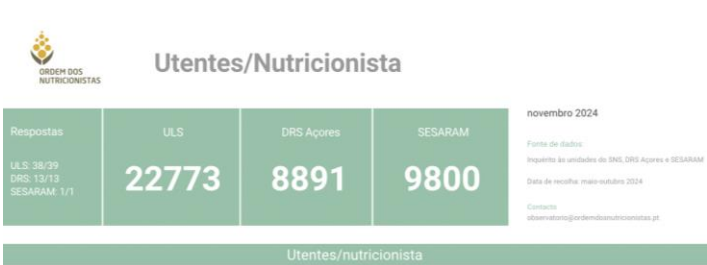 ORDEM DOS
NUTRICIONISTAS
Utentes/Nutricionista
Respostas
ULS: 38/39
DRS: 13/13
SESARAM: 1/1
ULS
22773
DRS Açores
8891
SESARAM
9800
novembro 2024
Fonte de dados:
Inquérito às unidades do SNS, DRS Açores e SESARAM
Data de recolha: maio-outubro 2024
Contacto
observatorio@ordemdosnutricionistas.pt
Utentes/nutricionista